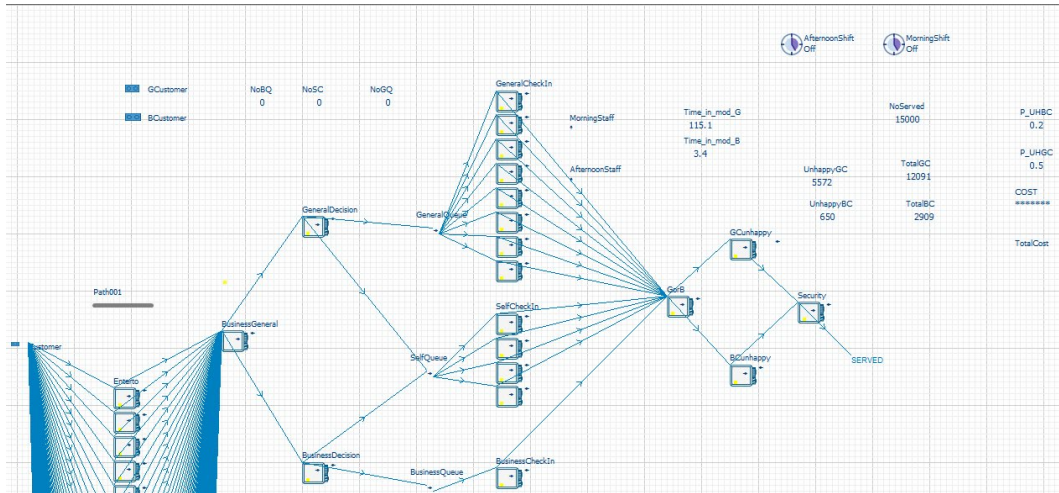 AfternoonShift
Off
MorningShift
Off
GCustomer
NoBQ
0
NoSC
0
NoGQ
0
BCustomer
GeneralCheckIn
MorningStaff
AfternoonStaff
Time_in_mod_G
115.1
Time_in_mod_B
3.4
NoServed
15000
P_UHBC
0.2
UnhappyGC
5572
TotalGC
12091
P_UHGC
0.5
UnhappyBC
650
TotalBC
2909
COST
*******
TotalCost
GeneralDecision
GeneralQueue
GCunhappy
Path001
GorB
Security
BusinessGeneral
SelfCheckIn
Customer
SelfQueue
BCunhappy
SERVED
Enterto
BusinessDecision
BusinessQueue
BusinessCheckIn